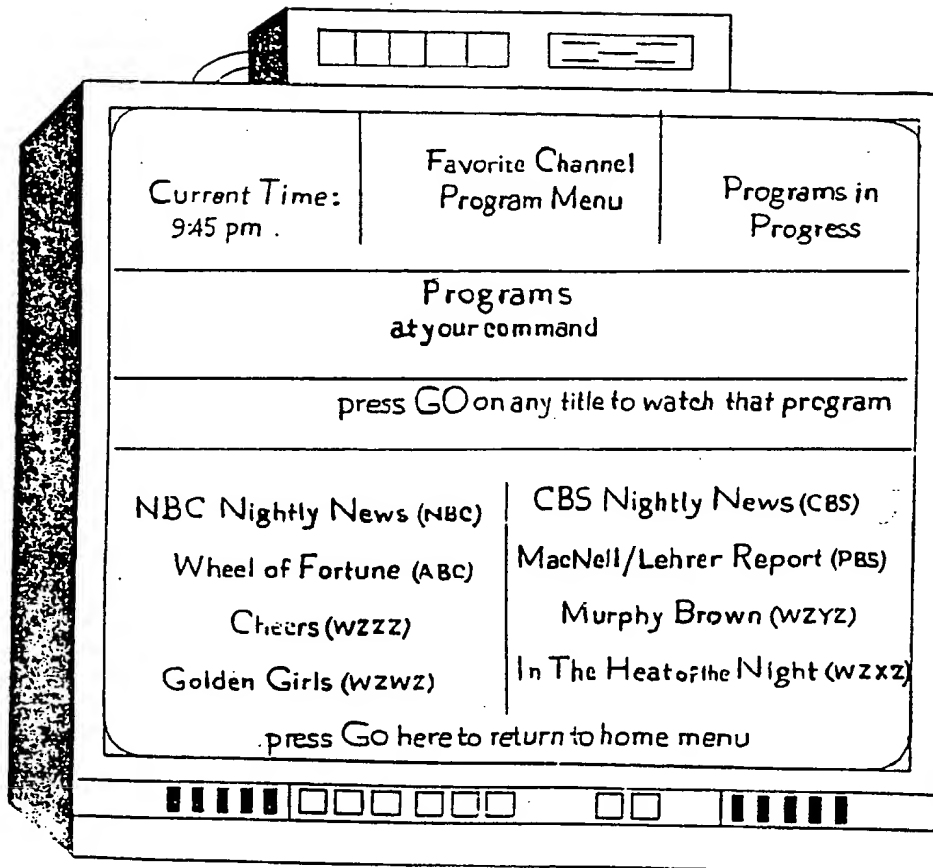 Current Time:
9:45 pm .
Favorite Channel
Program Menu
Programs in
Progress
Programs
at your command
press GO on any title to watch that program
NBC Nightly News (NBC)
Wheel of Fortune (ABC)
Cheers (WZZZ)
Golden Girls (WZWZ)
CBS Nightly News (CBS)
MacNell/Lehrer Report (PBS)
Murphy Brown (WZYZ)
In The Heat of the Night (WZXZ)
press Go here to return to home menu